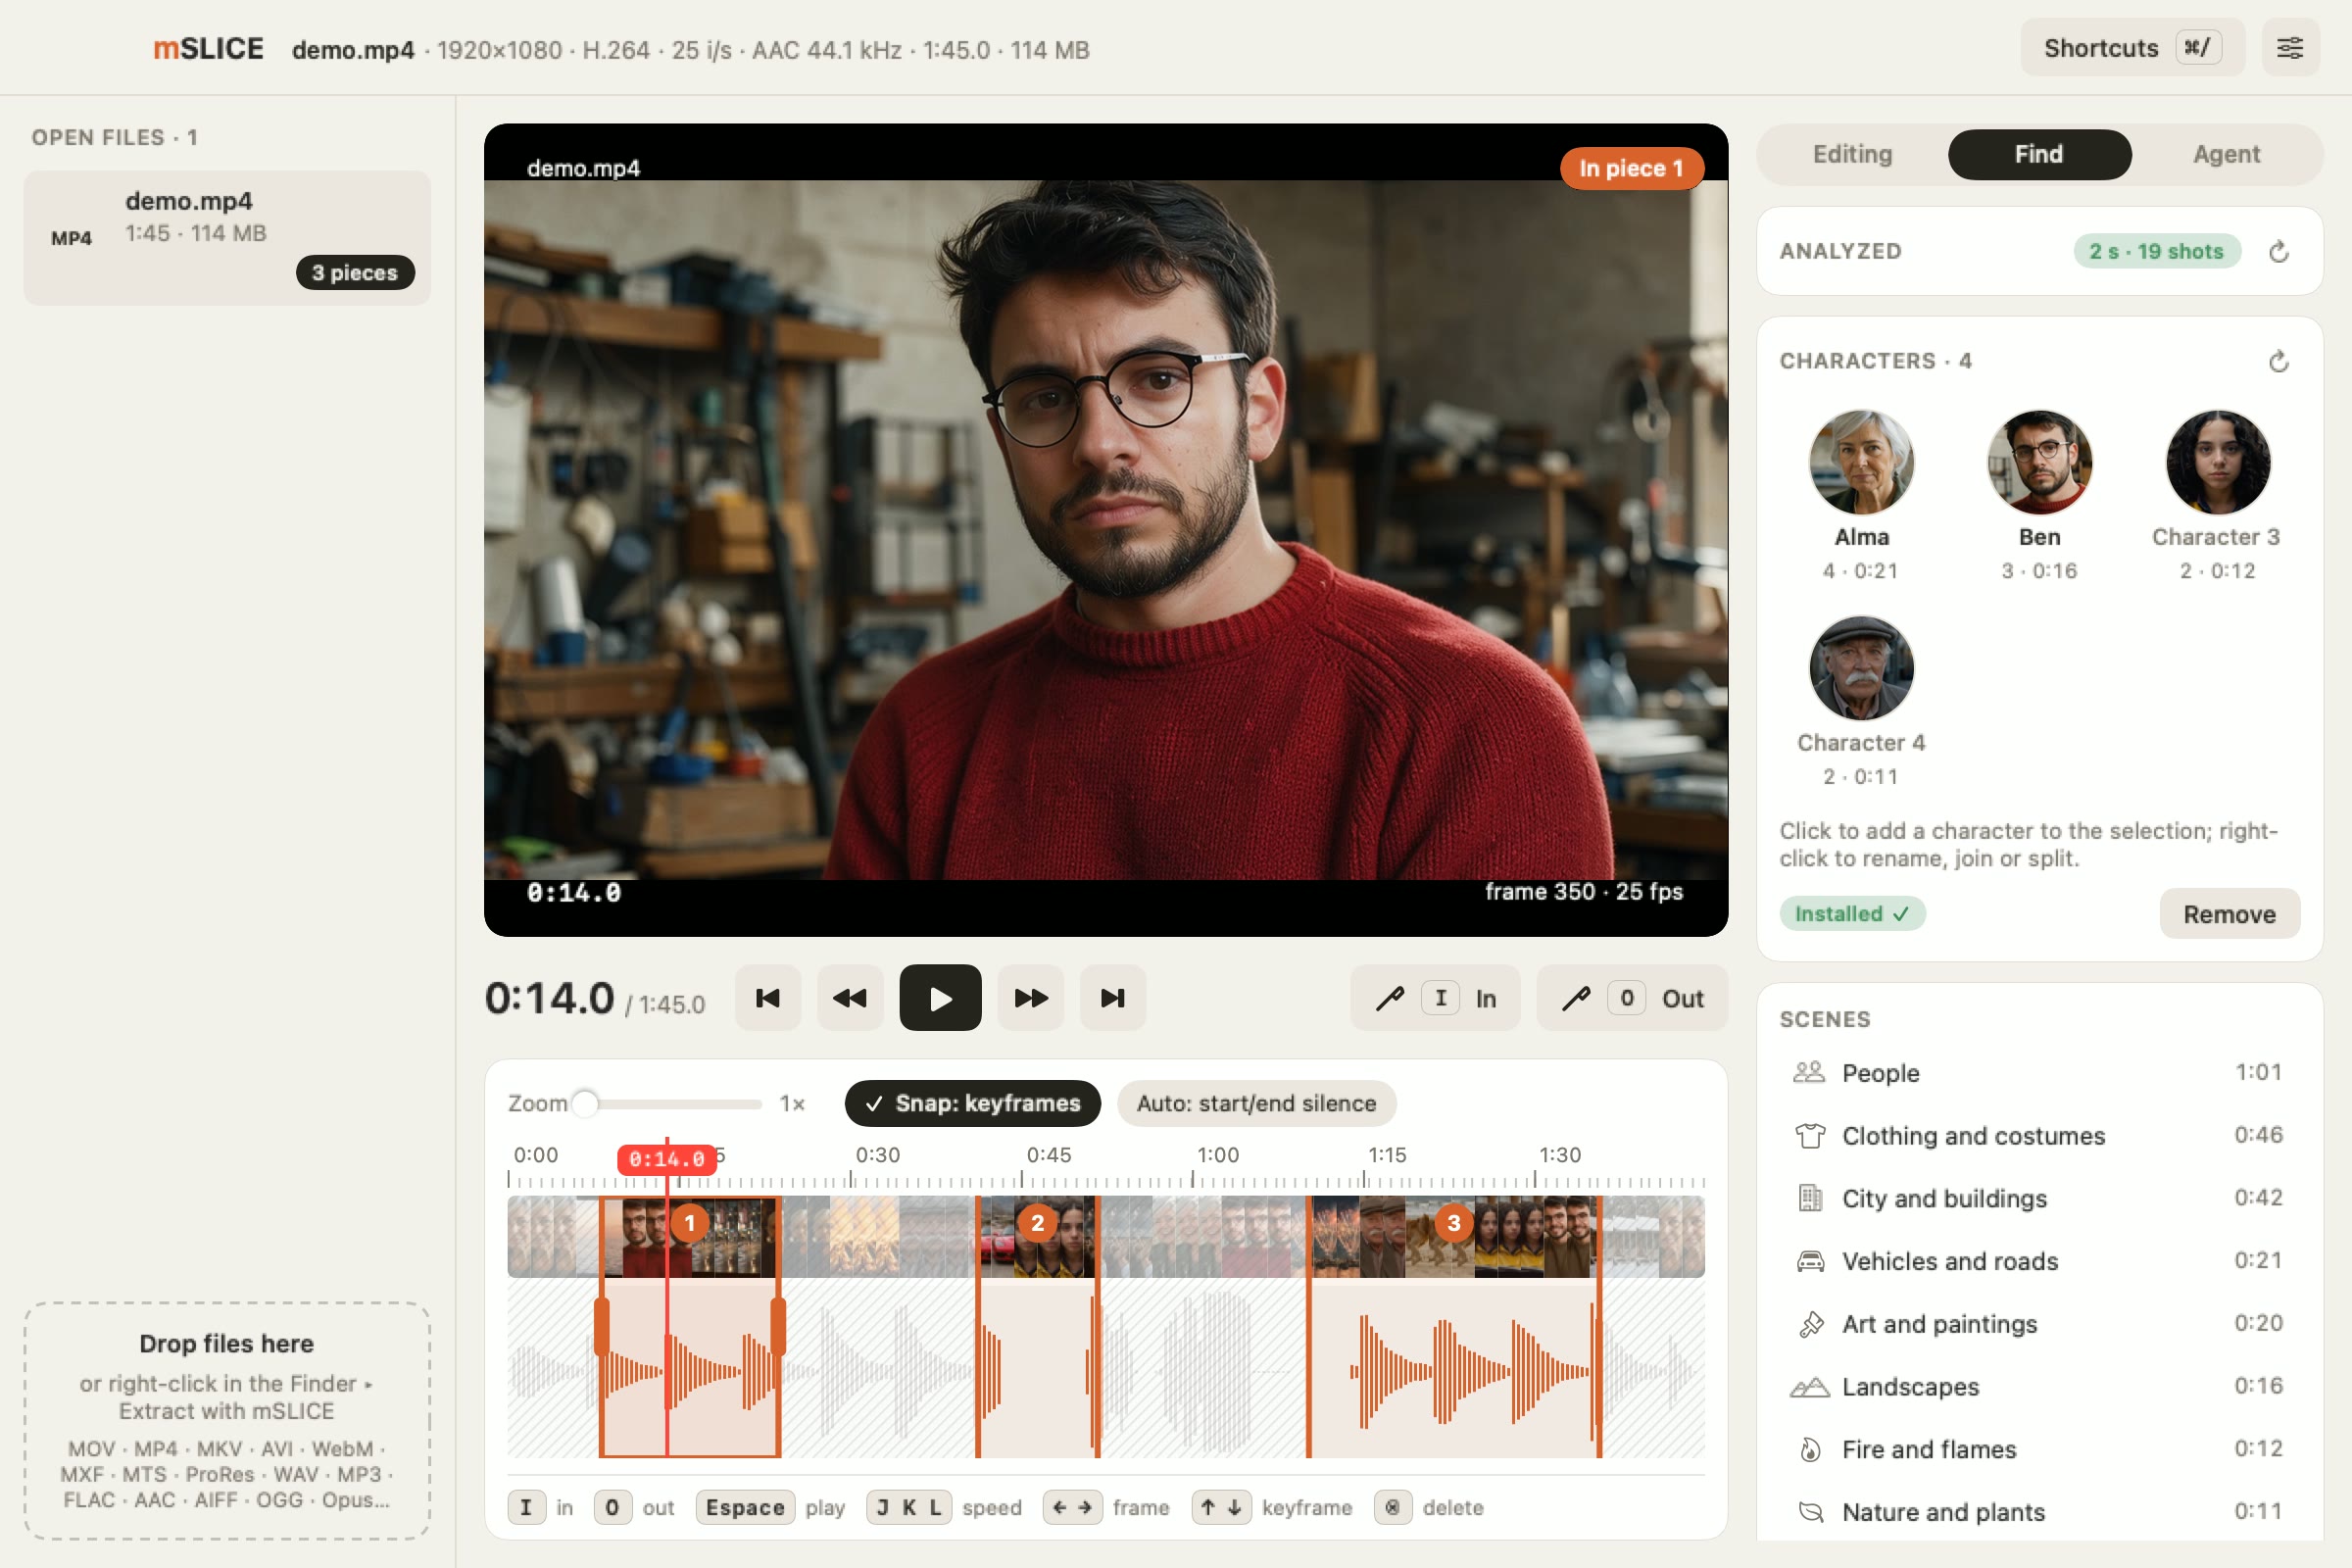 mSLICE demo.mp4 · 1920×1080 · H.264 · 25 i/s · AAC 44.1 kHz · 1:45.0 · 114 MB
Shortcuts ⌘/
OPEN FILES · 1
MP4
demo.mp4
1:45 · 114 MB
3 pieces
Drop files here
or right-click in the Finder ▸
Extract with mSLICE
MOV · MP4 · MKV · AVI · WebM ·
MXF · MTS · ProRes · WAV · MP3 ·
FLAC · AAC · AIFF · OGG · Opus...
demo.mp4
In piece 1
0:14.0
frame 350 · 25 fps
0:14.0 / 1:45.0
I In
O Out
Zoom 1×
✓ Snap: keyframes
Auto: start/end silence
0:00 0:14.0 5 0:30 0:45 1:00 1:15 1:30
1 2 3
I in O out Espace play J K L speed ← → frame ↑ ↓ keyframe ⊗ delete
Editing Find Agent
ANALYZED
2 s · 19 shots
CHARACTERS · 4
Alma
4 · 0:21
Ben
3 · 0:16
Character 3
2 · 0:12
Character 4
2 · 0:11
Click to add a character to the selection; right-
click to rename, join or split.
Installed ✓
Remove
SCENES
People 1:01
Clothing and costumes 0:46
City and buildings 0:42
Vehicles and roads 0:21
Art and paintings 0:20
Landscapes 0:16
Fire and flames 0:12
Nature and plants 0:11